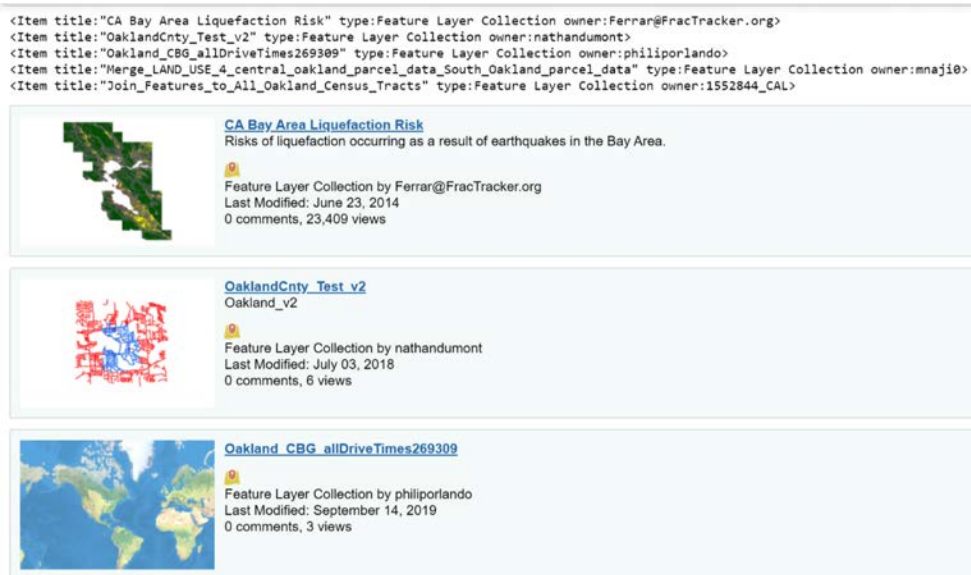 <Item title:"CA Bay Area Liquefaction Risk" type:Feature Layer Collection owner:Ferrar@FracTracker.org>
<Item title:"OaklandCnty_Test_v2" type:Feature Layer Collection owner:nathandumont>
<Item title:"Oakland_CBG_allDriveTimes269309" type:Feature Layer Collection owner:philiporlando>
<Item title:"Merge_LAND_USE_4_central_oakland_parcel_data_South_Oakland_parcel_data" type:Feature Layer Collection owner:mnaji0>
<Item title:"Join_Features_to_All_Oakland_Census_Tracts" type:Feature Layer Collection owner:1552844_CAL>
CA Bay Area Liquefaction Risk
Risks of liquefaction occurring as a result of earthquakes in the Bay Area.
Feature Layer Collection by Ferrar@FracTracker.org
Last Modified: June 23, 2014
0 comments, 23,409 views
OaklandCnty_Test_v2
Oakland_v2
Feature Layer Collection by nathandumont
Last Modified: July 03, 2018
0 comments, 6 views
Oakland_CBG_allDriveTimes269309
Feature Layer Collection by philiporlando
Last Modified: September 14, 2019
0 comments, 3 views